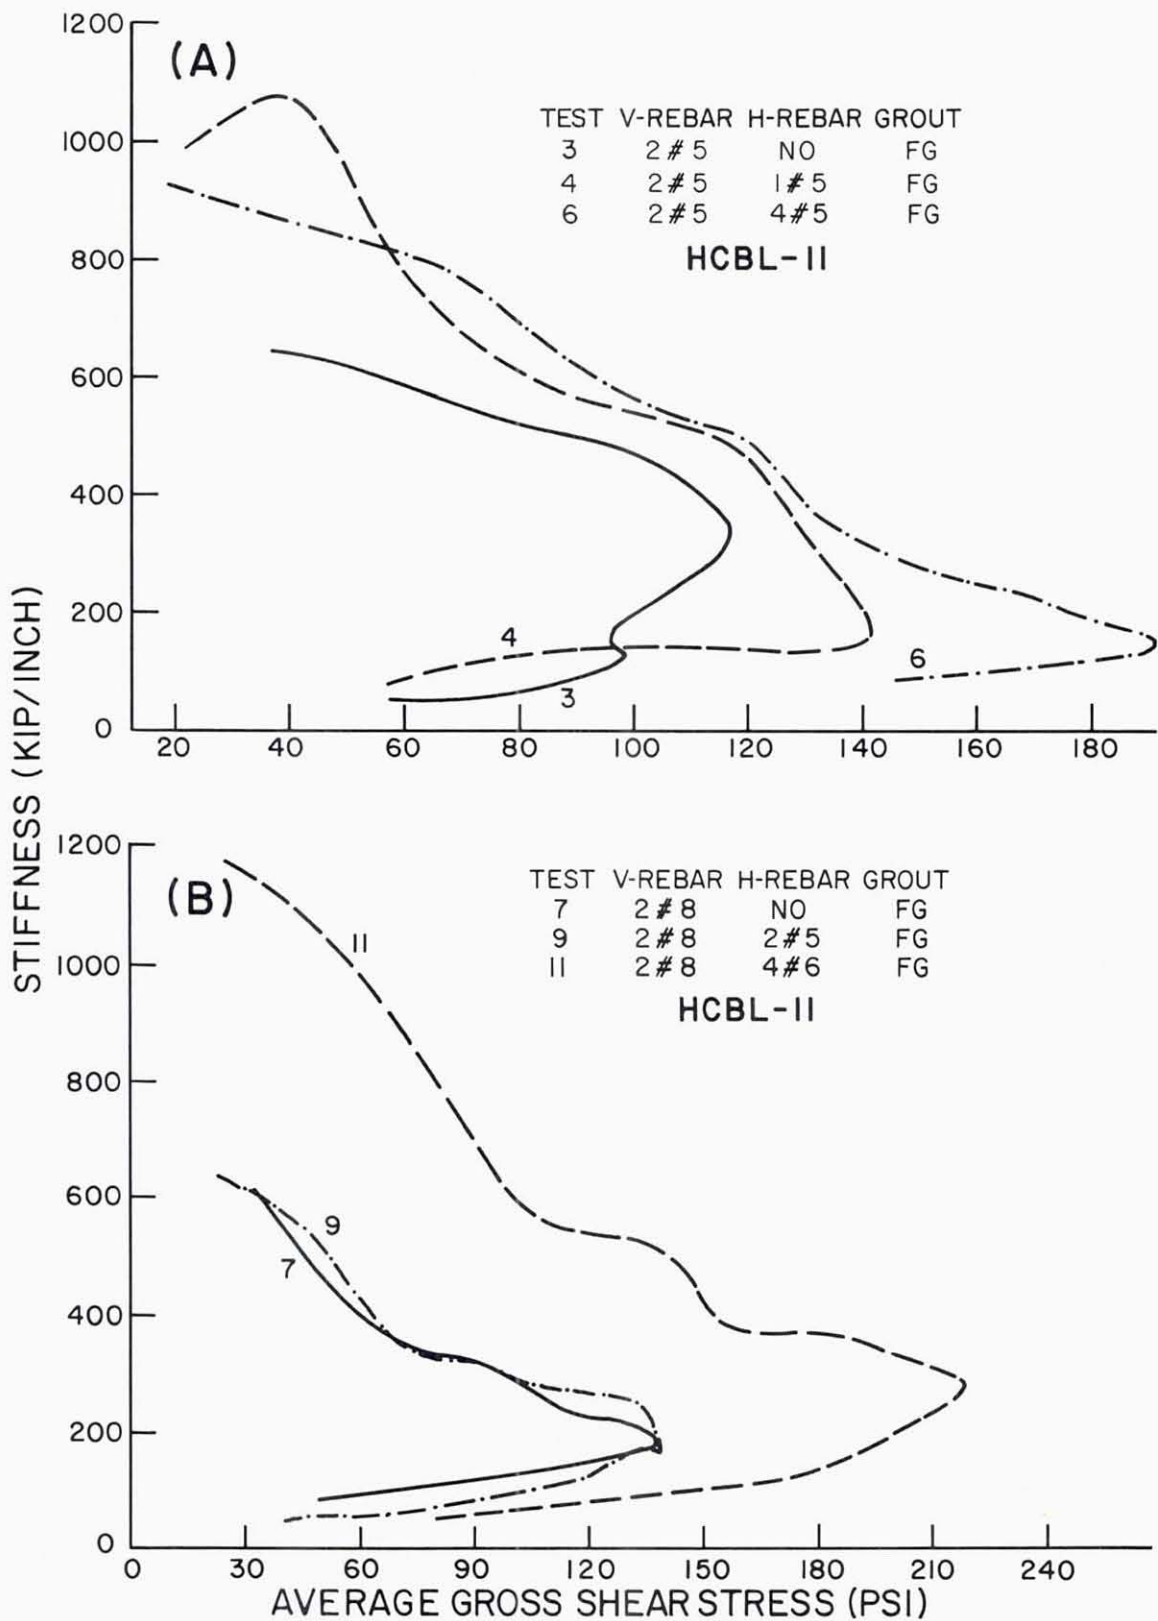 1200
(A)
TEST V-REBAR H-REBAR GROUT
3 2#5 NO FG
4 2#5 1#5 FG
6 2#5 4#5 FG
HCBL-11
1000
800
600
400
200
0
4
3
6
20 40 60 80 100 120 140 160 180
STIFFNESS (KIP/INCH)
1200
(B)
TEST V-REBAR H-REBAR GROUT
7 2#8 NO FG
9 2#8 2#5 FG
11 2#8 4#6 FG
HCBL-11
11
1000
800
600
9
7
400
200
0
0 30 60 90 120 150 180 210 240
AVERAGE GROSS SHEAR STRESS (PSI)